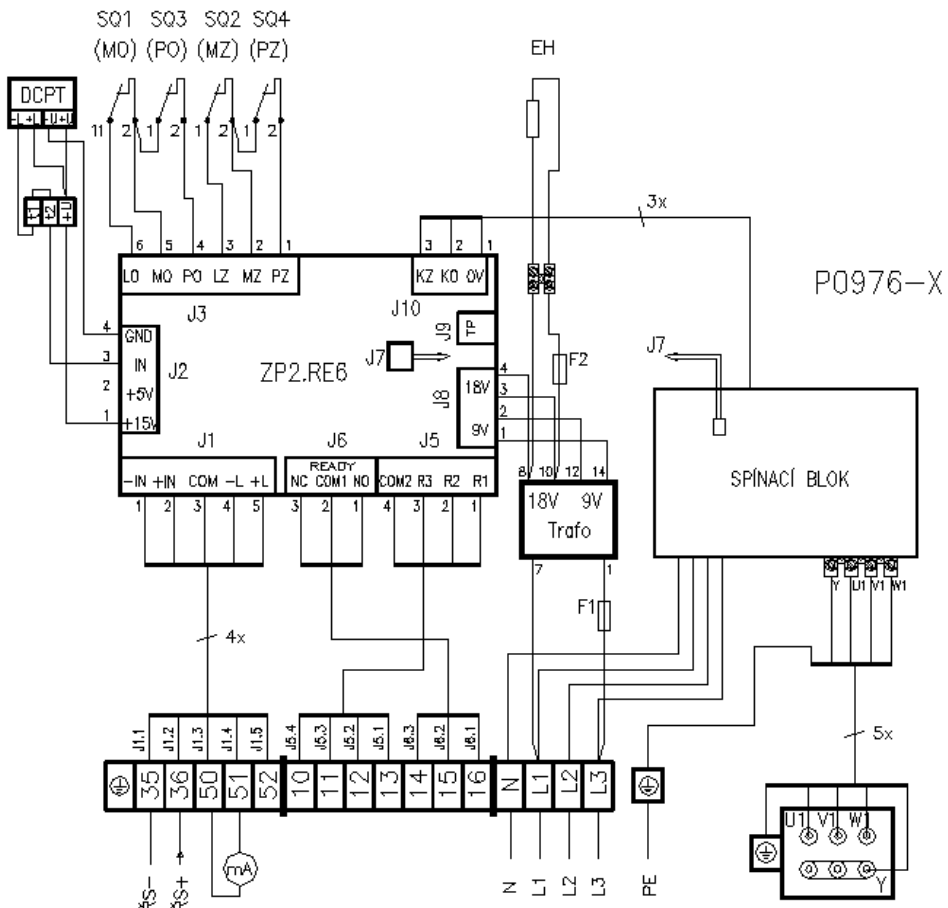 SQ1 SQ3 SQ2 SQ4
(MO) (PO) (MZ) (PZ)
EH
DCPT
-L +L -U +U
11 2 1 2 1 2 1 2
t1 t2 +U
3x
6 5 4 3 2 1
3 2 1
LO MO PO LZ MZ PZ
KZ KO 0V
P0976-X
J3
J10
4 GND
3 IN
2 +5V
1 +15V
J2
ZP2.RE6
J7
J9
TP
J8
18V
9V
4
3
2
1
F2
J7
J1
J6
J5
READY
-IN +IN COM -L +L
NC COM1 NO
COM2 R3 R2 R1
1 2 3 4 5
3 2 1
4 3 2 1
8 10 12 14
18V 9V
Trafo
7 1
SPÍNACÍ BLOK
Y U1 V1 W1
F1
4x
5x
J1.1 J1.2 J1.3 J1.4 J1.5
J5.4 J5.3 J5.2 J5.1
J6.3 J6.2 J6.1
35 36 50 51 52 10 11 12 13 14 15 16 N L1 L2 L3
mA
N L1 L2 L3
PE
U1 V1 W1
Y